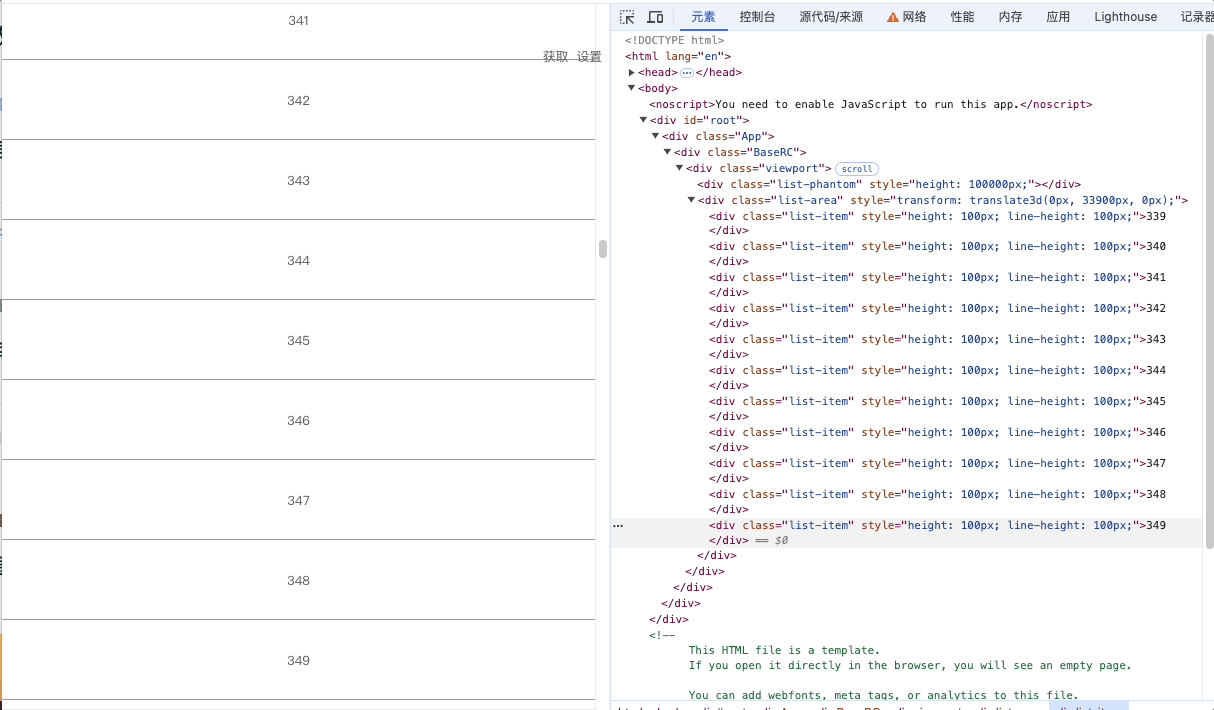 341
获取 设置
342
343
344
345
346
347
348
349
元素 控制台 源代码/来源 网络 性能 内存 应用 Lighthouse 记录器
<!DOCTYPE html>
<html lang="en">
<head>…</head>
<body>
<noscript>You need to enable JavaScript to run this app.</noscript>
<div id="root">
<div class="App">
<div class="BaseRC">
<div class="viewport"> scroll
<div class="list-phantom" style="height: 100000px;"></div>
<div class="list-area" style="transform: translate3d(0px, 33900px, 0px);">
<div class="list-item" style="height: 100px; line-height: 100px;">339
</div>
<div class="list-item" style="height: 100px; line-height: 100px;">340
</div>
<div class="list-item" style="height: 100px; line-height: 100px;">341
</div>
<div class="list-item" style="height: 100px; line-height: 100px;">342
</div>
<div class="list-item" style="height: 100px; line-height: 100px;">343
</div>
<div class="list-item" style="height: 100px; line-height: 100px;">344
</div>
<div class="list-item" style="height: 100px; line-height: 100px;">345
</div>
<div class="list-item" style="height: 100px; line-height: 100px;">346
</div>
<div class="list-item" style="height: 100px; line-height: 100px;">347
</div>
<div class="list-item" style="height: 100px; line-height: 100px;">348
</div>
… <div class="list-item" style="height: 100px; line-height: 100px;">349
</div> == $0
</div>
</div>
</div>
</div>
</div>
<!--
This HTML file is a template.
If you open it directly in the browser, you will see an empty page.
You can add webfonts, meta tags, or analytics to this file.